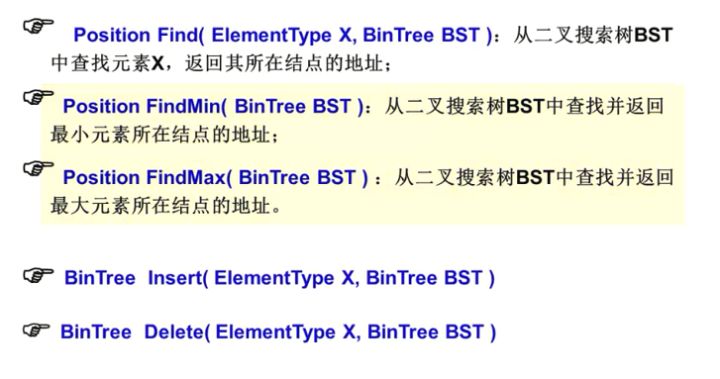 Position Find( ElementType X, BinTree BST )：从二叉搜索树BST
中查找元素X，返回其所在结点的地址；
Position FindMin( BinTree BST )：从二叉搜索树BST中查找并返回
最小元素所在结点的地址；
Position FindMax( BinTree BST ) ：从二叉搜索树BST中查找并返回
最大元素所在结点的地址。
BinTree Insert( ElementType X, BinTree BST )
BinTree Delete( ElementType X, BinTree BST )